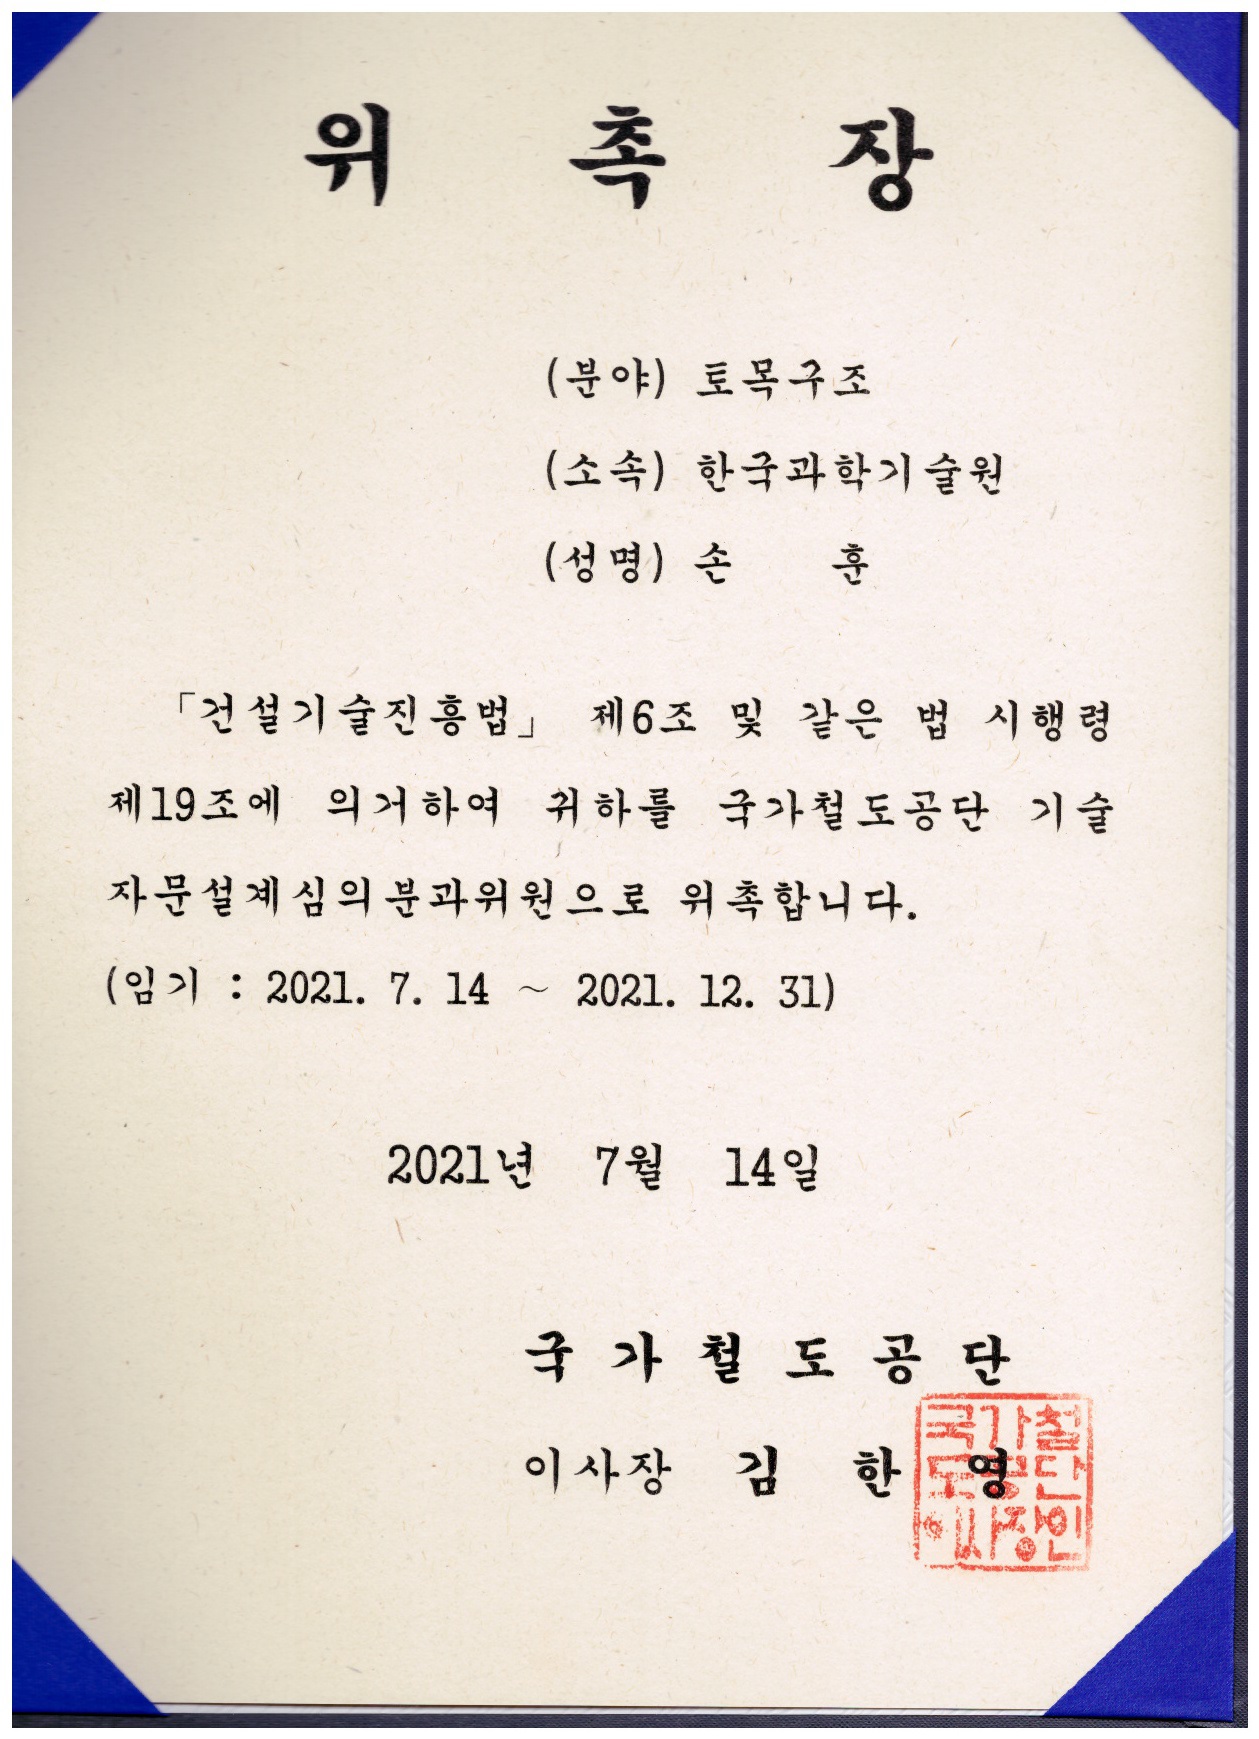 위 촉 장
(분야) 토목구조
(소속) 한국과학기술원
(성명) 손 훈
「건설기술진흥법」 제6조 및 같은 법 시행령
제19조에 의거하여 귀하를 국가철도공단 기술
자문설계심의분과위원으로 위촉합니다.
(임기 : 2021. 7. 14 ~ 2021. 12. 31)
2021년 7월 14일
국 가 철 도 공 단
이사장 김 한 영
국가철
도공단
이사장인